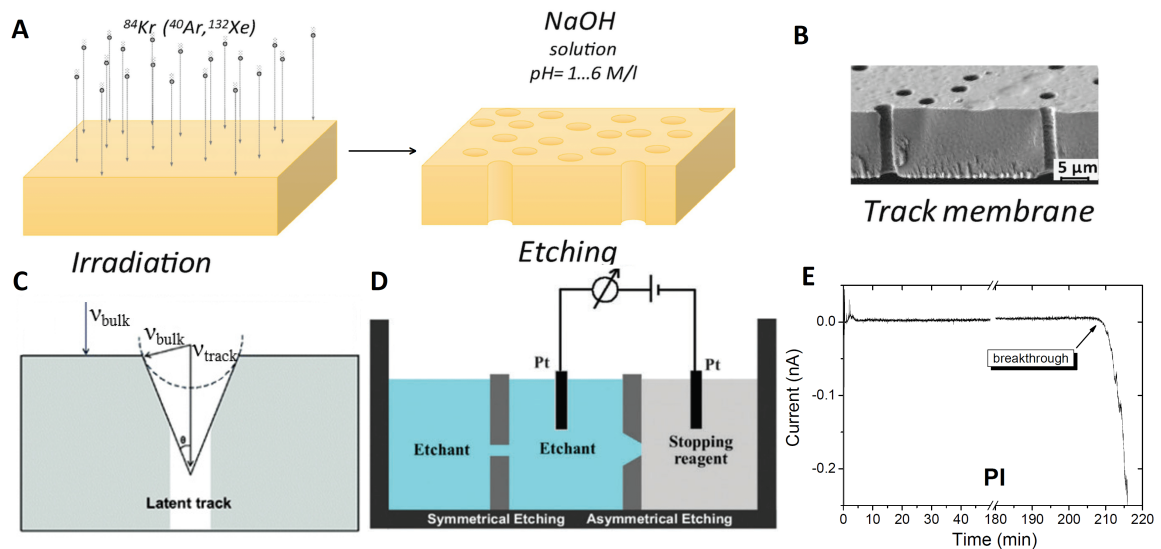 A
⁸⁴Kr (⁴⁰Ar,¹³²Xe)
NaOH
solution
pH= 1...6 M/l
Irradiation
Etching
B
5 µm
Track membrane
C
νbulk
νbulk
νtrack
θ
Latent track
D
Pt
Pt
Etchant
Etchant
Stopping
reagent
Symmetrical Etching
Asymmetrical Etching
E
0.0
-0.1
-0.2
Current (nA)
breakthrough
PI
0 10 20 30 40 50 180 190 200 210 220
Time (min)